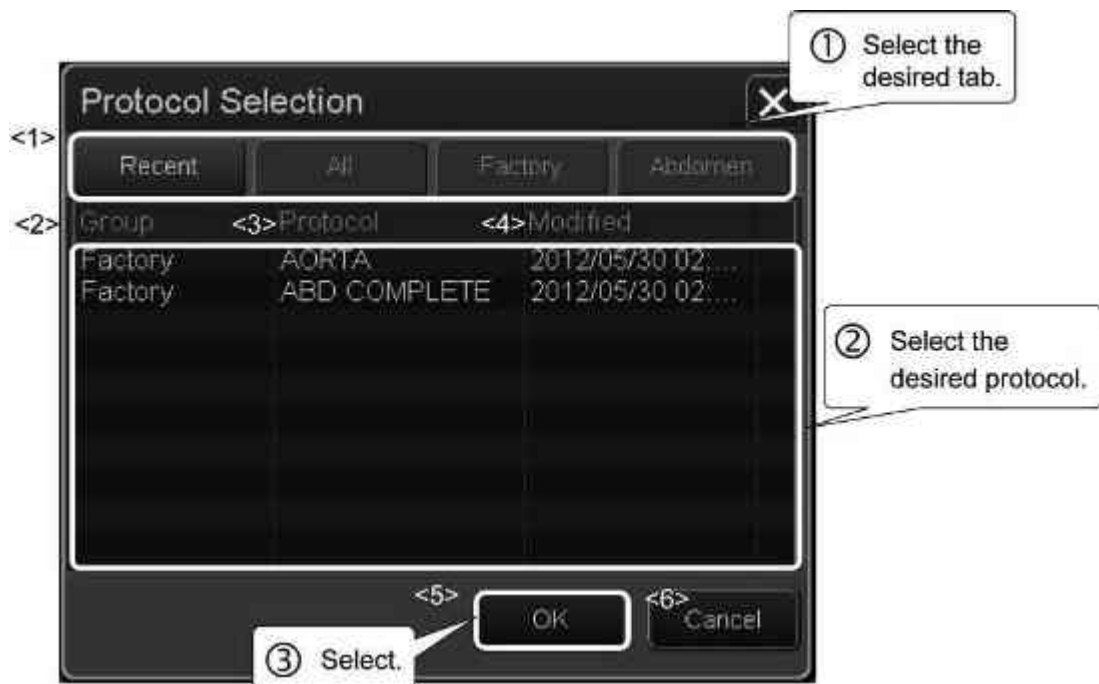 ① Select the
desired tab.
Protocol Selection
<1>
Recent All Factory Abdomen
<2> Group <3> Protocol <4> Modified
Factory AORTA 2012/05/30 02:...
Factory ABD COMPLETE 2012/05/30 02:...
② Select the
desired protocol.
<5> OK <6> Cancel
③ Select.